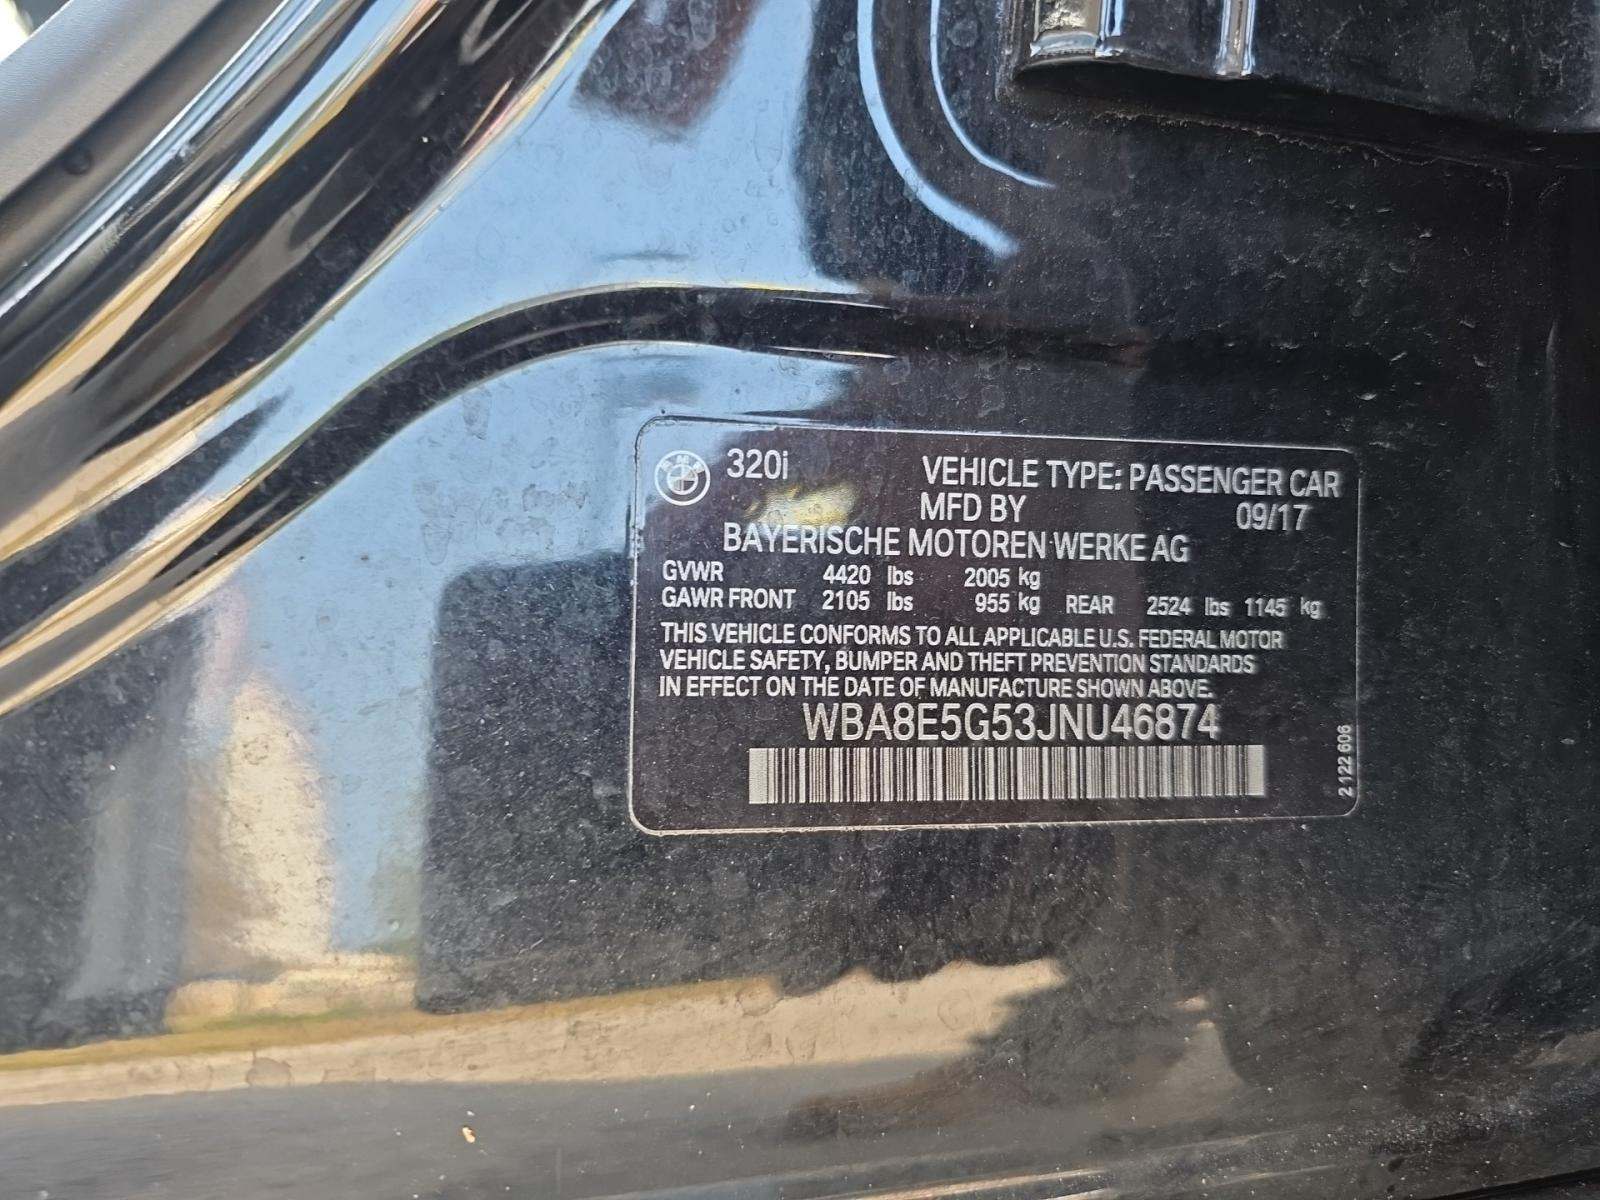 320i VEHICLE TYPE: PASSENGER CAR
MFD BY 09/17
BAYERISCHE MOTOREN WERKE AG
GVWR 4420 lbs 2005 kg
GAWR FRONT 2105 lbs 955 kg REAR 2524 lbs 1145 kg
THIS VEHICLE CONFORMS TO ALL APPLICABLE U.S. FEDERAL MOTOR
VEHICLE SAFETY, BUMPER AND THEFT PREVENTION STANDARDS
IN EFFECT ON THE DATE OF MANUFACTURE SHOWN ABOVE.
WBA8E5G53JNU46874
2 122 606